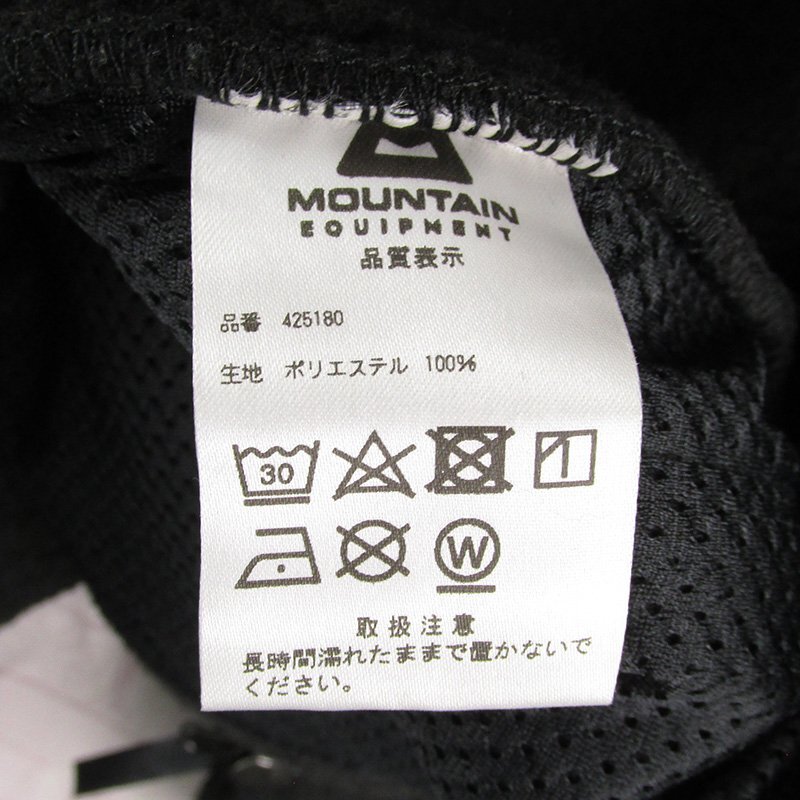 MOUNTAIN
EQUIPMENT
品質表示
品番 425180
生地 ポリエステル 100%
30
W
取扱注意
長時間濡れたままで置かないで
ください。